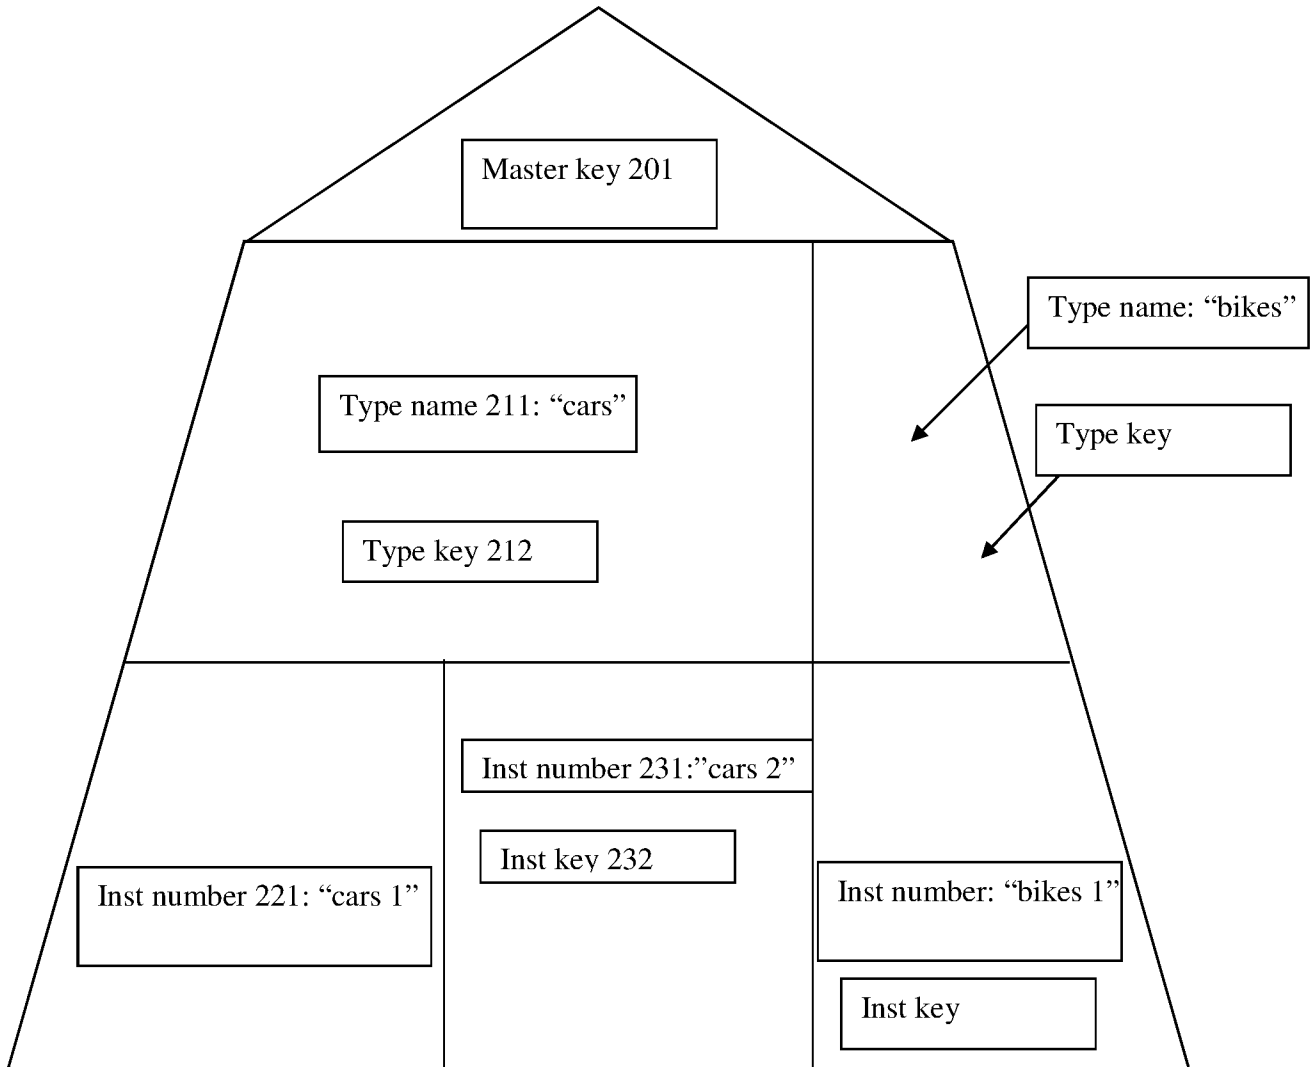 Master key 201
Type name: “bikes”
Type name 211: “cars”
Type key
Type key 212
Inst number 231:”cars 2”
Inst key 232
Inst number 221: “cars 1”
Inst number: “bikes 1”
Inst key